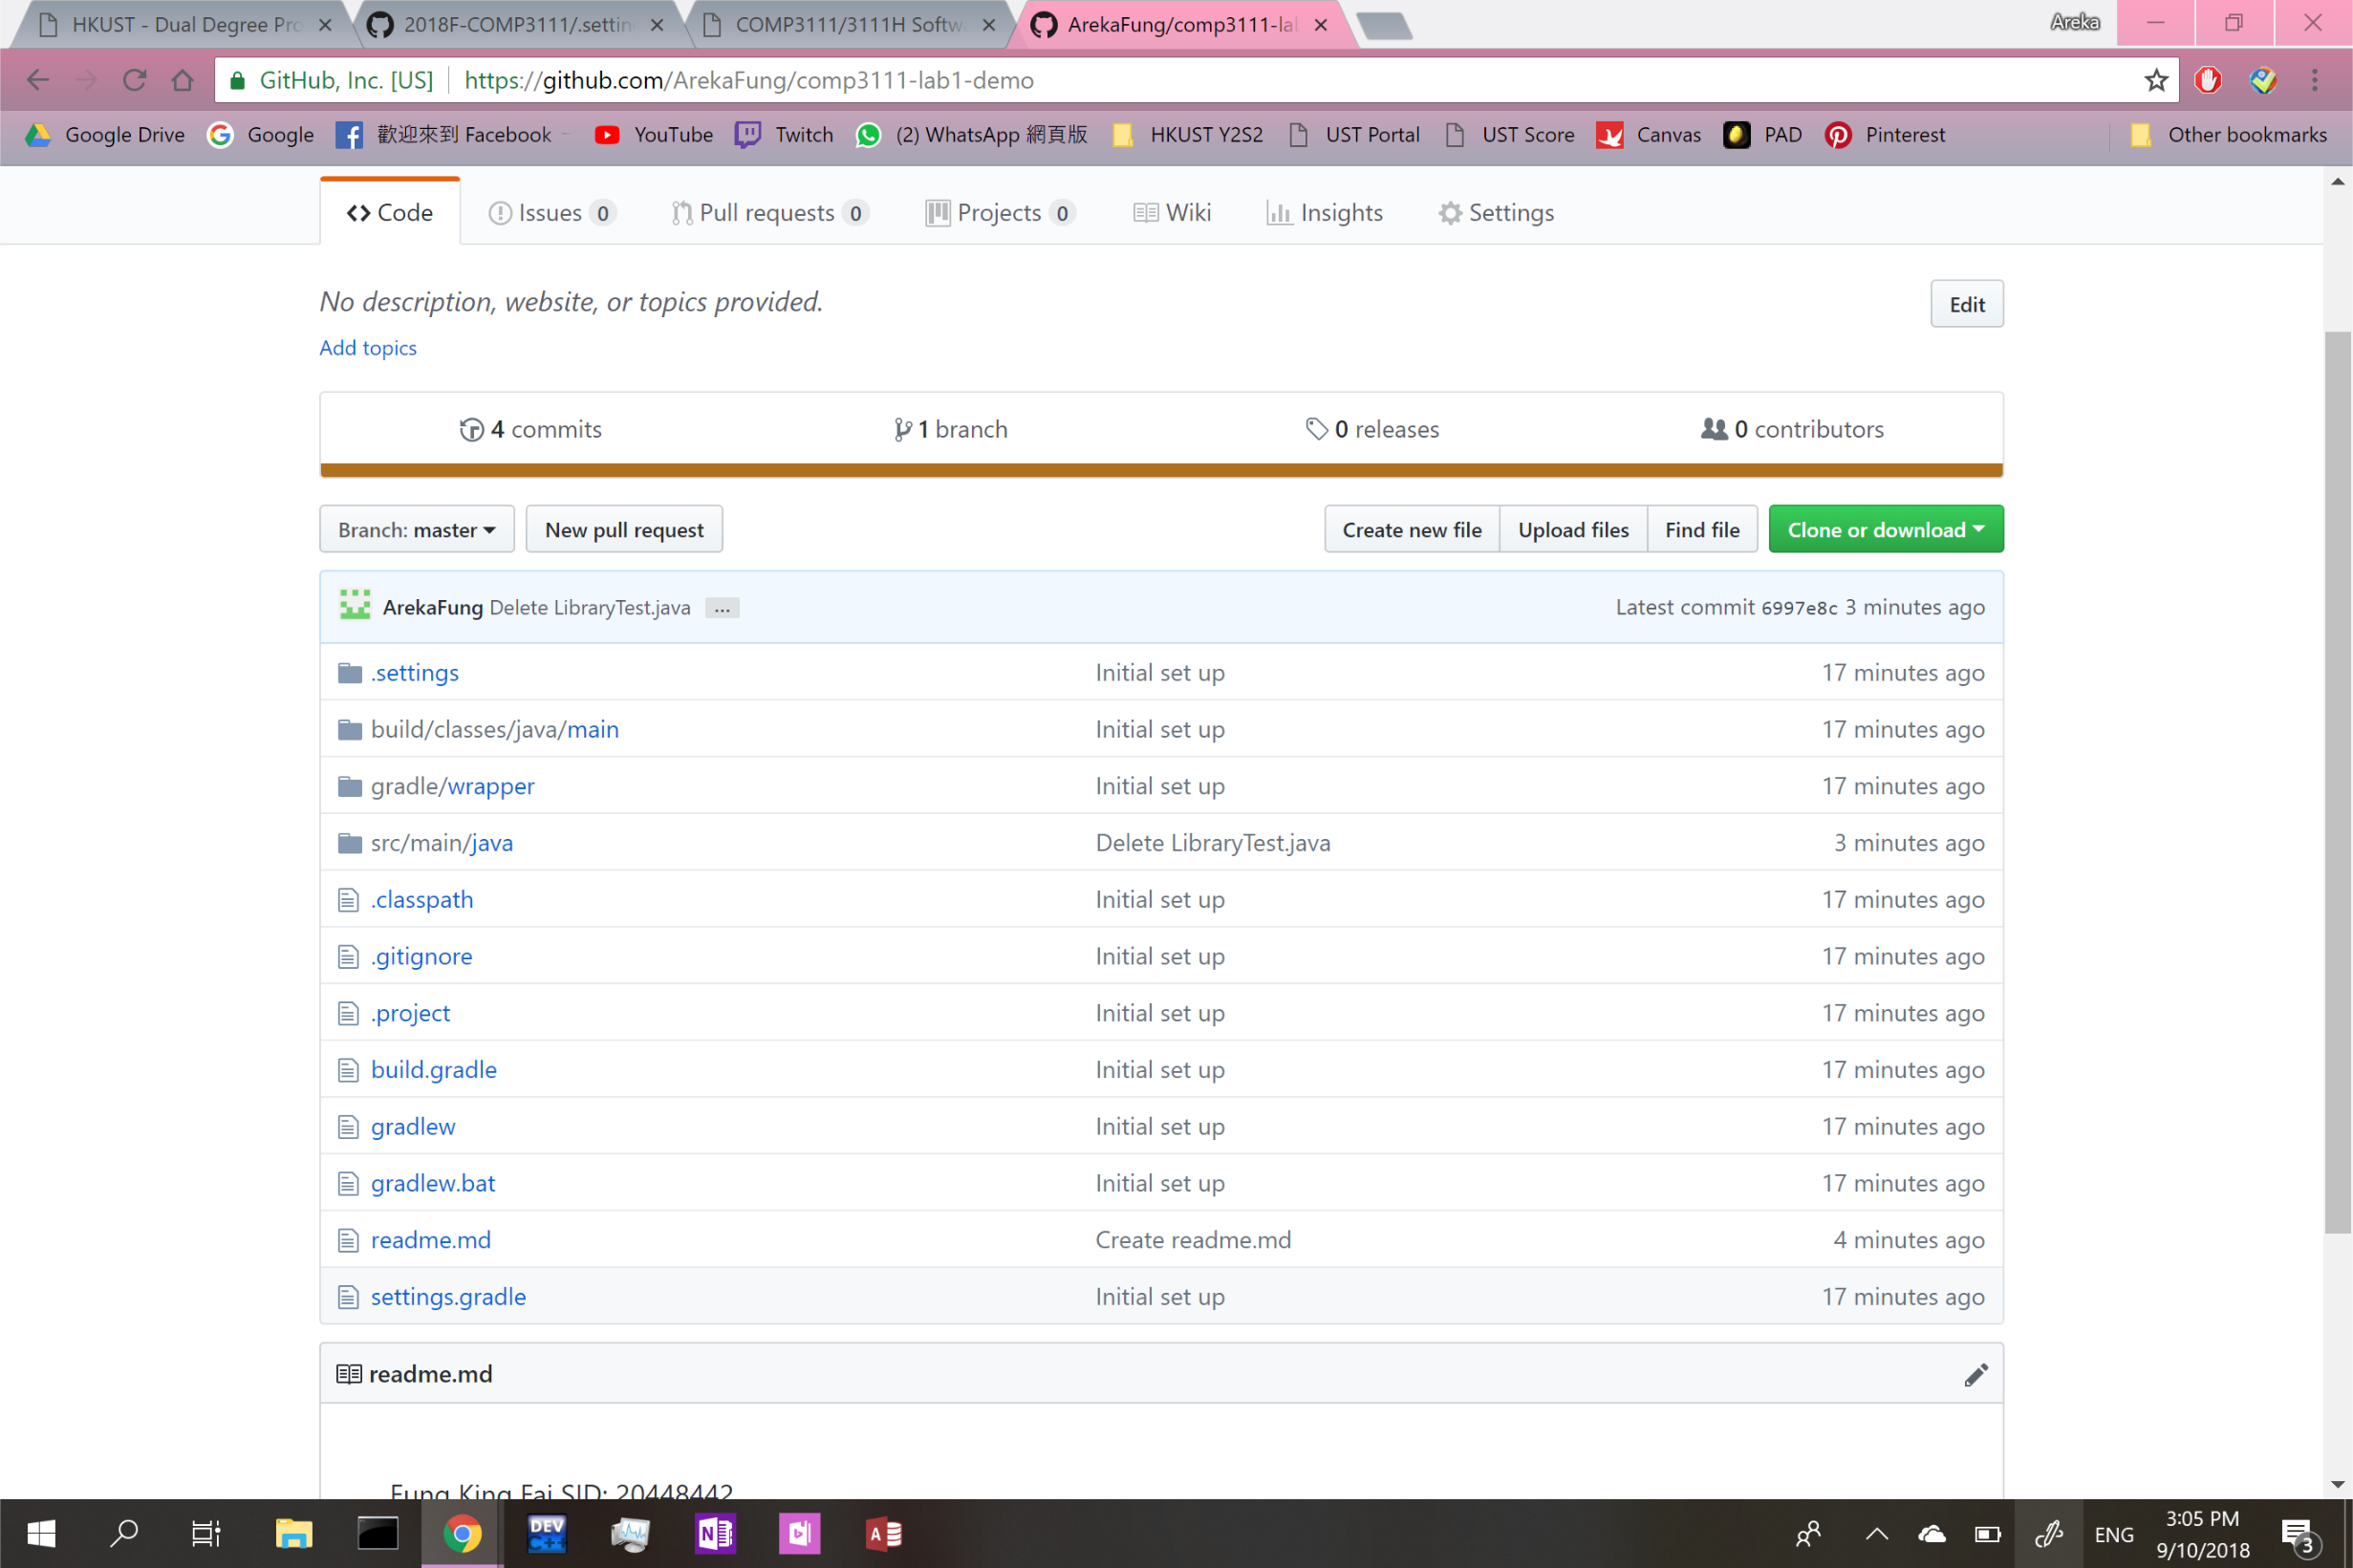 HKUST - Dual Degree Pro
2018F-COMP3111/.settin
COMP3111/3111H Softw
ArekaFung/comp3111-lab
Areka
GitHub, Inc. [US]
https://github.com/ArekaFung/comp3111-lab1-demo
Google Drive
Google
歡迎來到 Facebook -
YouTube
Twitch
(2) WhatsApp 網頁版
HKUST Y2S2
UST Portal
UST Score
Canvas
PAD
Pinterest
Other bookmarks
Code
Issues 0
Pull requests 0
Projects 0
Wiki
Insights
Settings
No description, website, or topics provided.
Edit
Add topics
4 commits
1 branch
0 releases
0 contributors
Branch: master
New pull request
Create new file
Upload files
Find file
Clone or download
ArekaFung Delete LibraryTest.java ...
Latest commit 6997e8c 3 minutes ago
.settings Initial set up 17 minutes ago
build/classes/java/main Initial set up 17 minutes ago
gradle/wrapper Initial set up 17 minutes ago
src/main/java Delete LibraryTest.java 3 minutes ago
.classpath Initial set up 17 minutes ago
.gitignore Initial set up 17 minutes ago
.project Initial set up 17 minutes ago
build.gradle Initial set up 17 minutes ago
gradlew Initial set up 17 minutes ago
gradlew.bat Initial set up 17 minutes ago
readme.md Create readme.md 4 minutes ago
settings.gradle Initial set up 17 minutes ago
readme.md
Fung King Fai SID: 20448442
DEV
C++
N
b
A
ENG
3:05 PM
9/10/2018
3